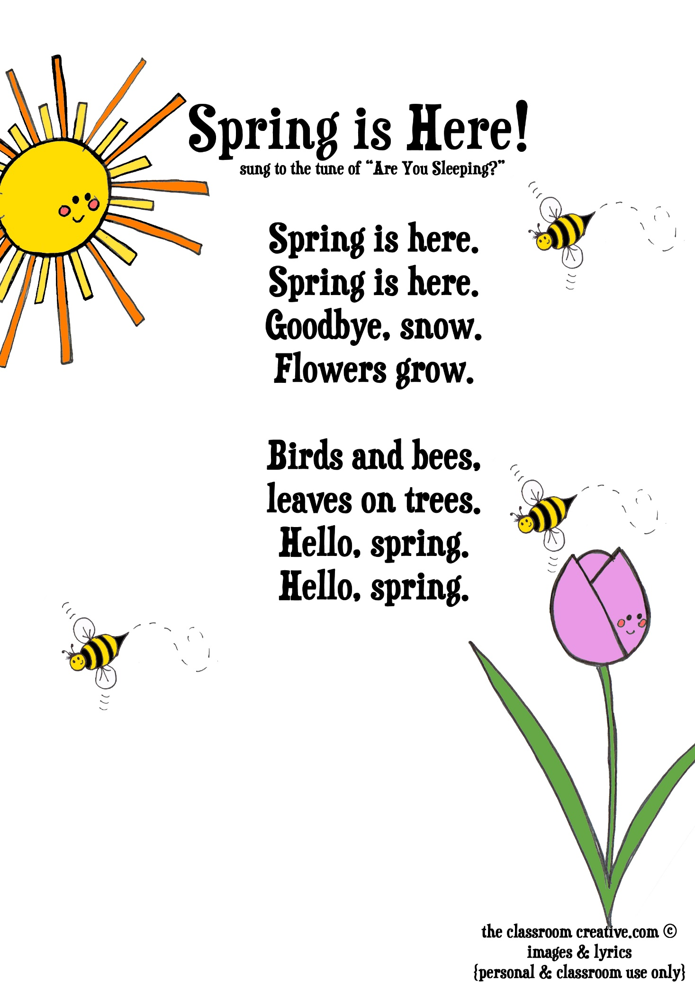 Spring is Here!
sung to the tune of “Are You Sleeping?”
Spring is here.
Spring is here.
Goodbye, snow.
Flowers grow.
Birds and bees,
leaves on trees.
Hello, spring.
Hello, spring.
the classroom creative.com ©
images & lyrics
{personal & classroom use only}